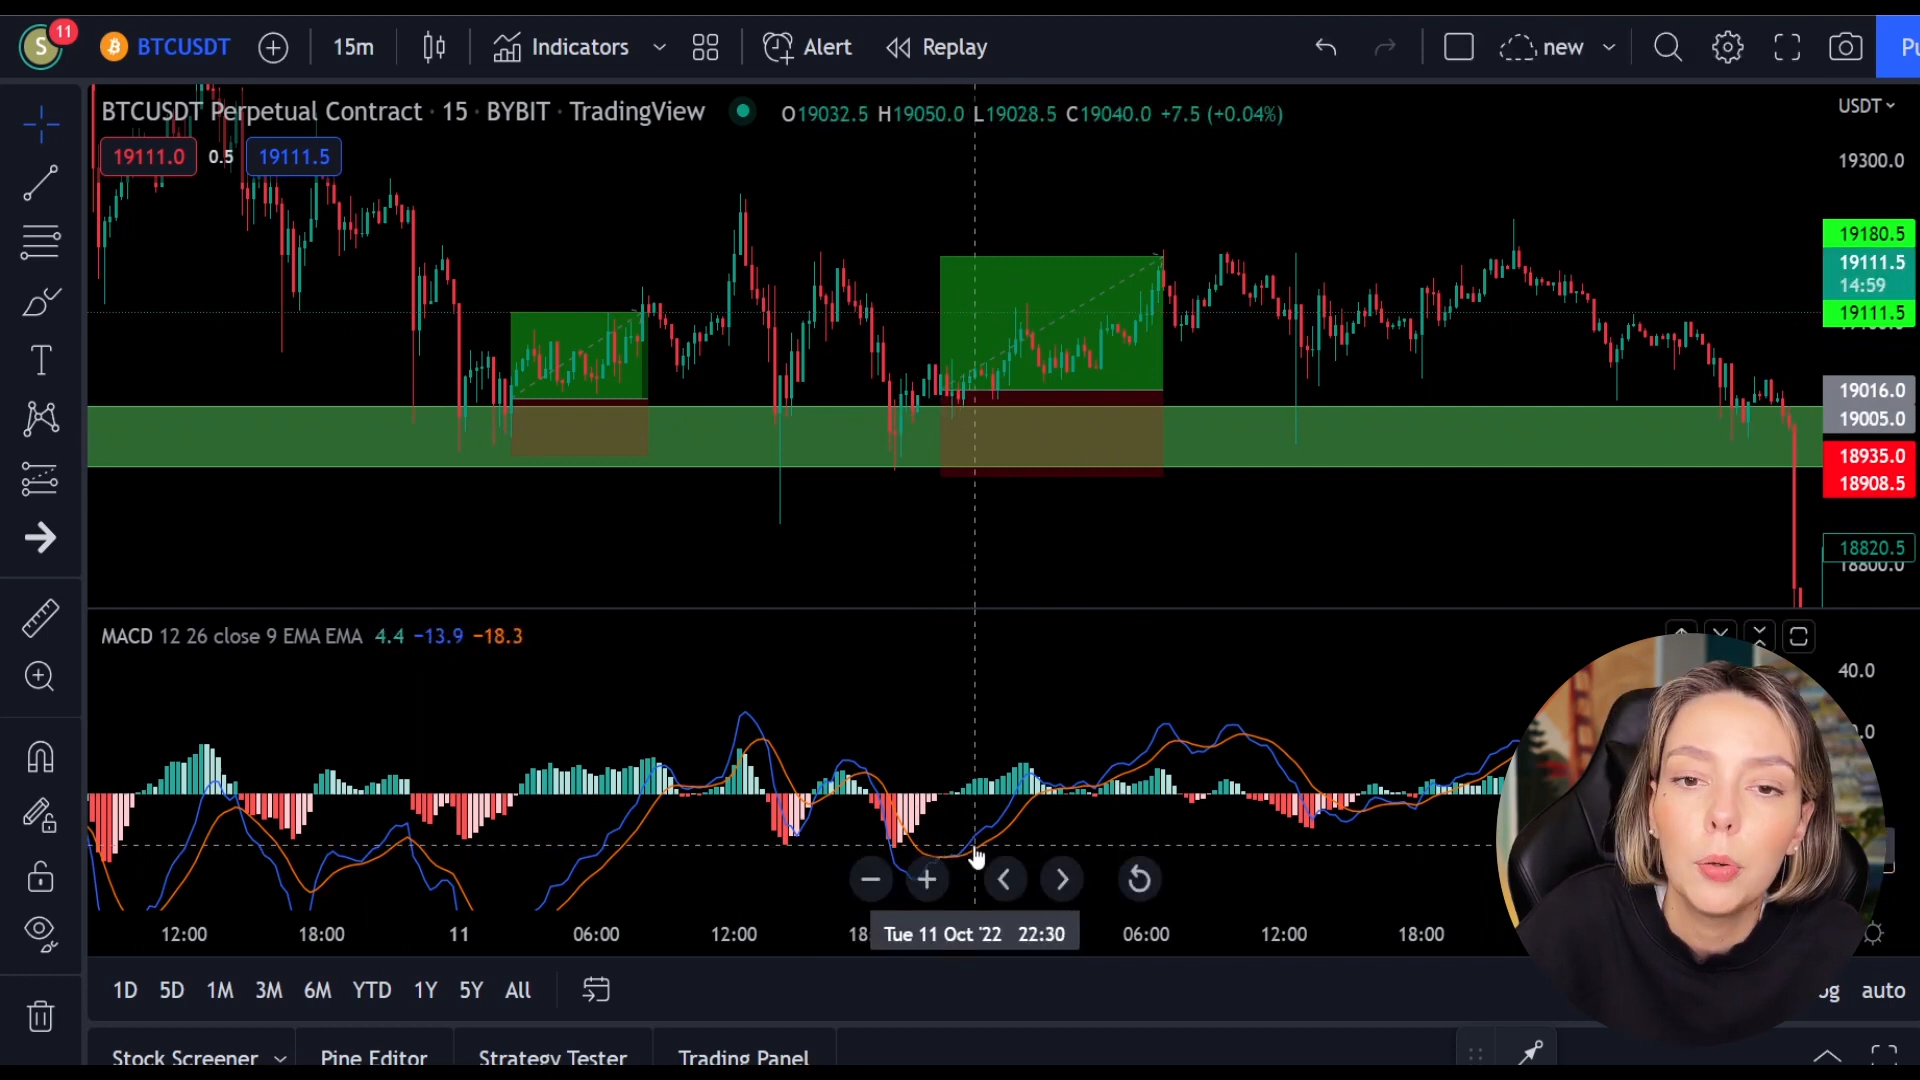 S 11 BTCUSDT 15m Indicators Alert Replay new Pu
BTCUSDT Perpetual Contract · 15 · BYBIT · TradingView O19032.5 H19050.0 L19028.5 C19040.0 +7.5 (+0.04%) USDT
19111.0 0.5 19111.5
19300.0
19180.5
19111.5
14:59
19111.5
19016.0
19005.0
18935.0
18908.5
18820.5
18800.0
MACD 12 26 close 9 EMA EMA 4.4 −13.9 −18.3
40.0
12:00 18:00 11 06:00 12:00 18: Tue 11 Oct '22 22:30 06:00 12:00 18:00
1D 5D 1M 3M 6M YTD 1Y 5Y All auto
Stock Screener Pine Editor Strategy Tester Trading Panel